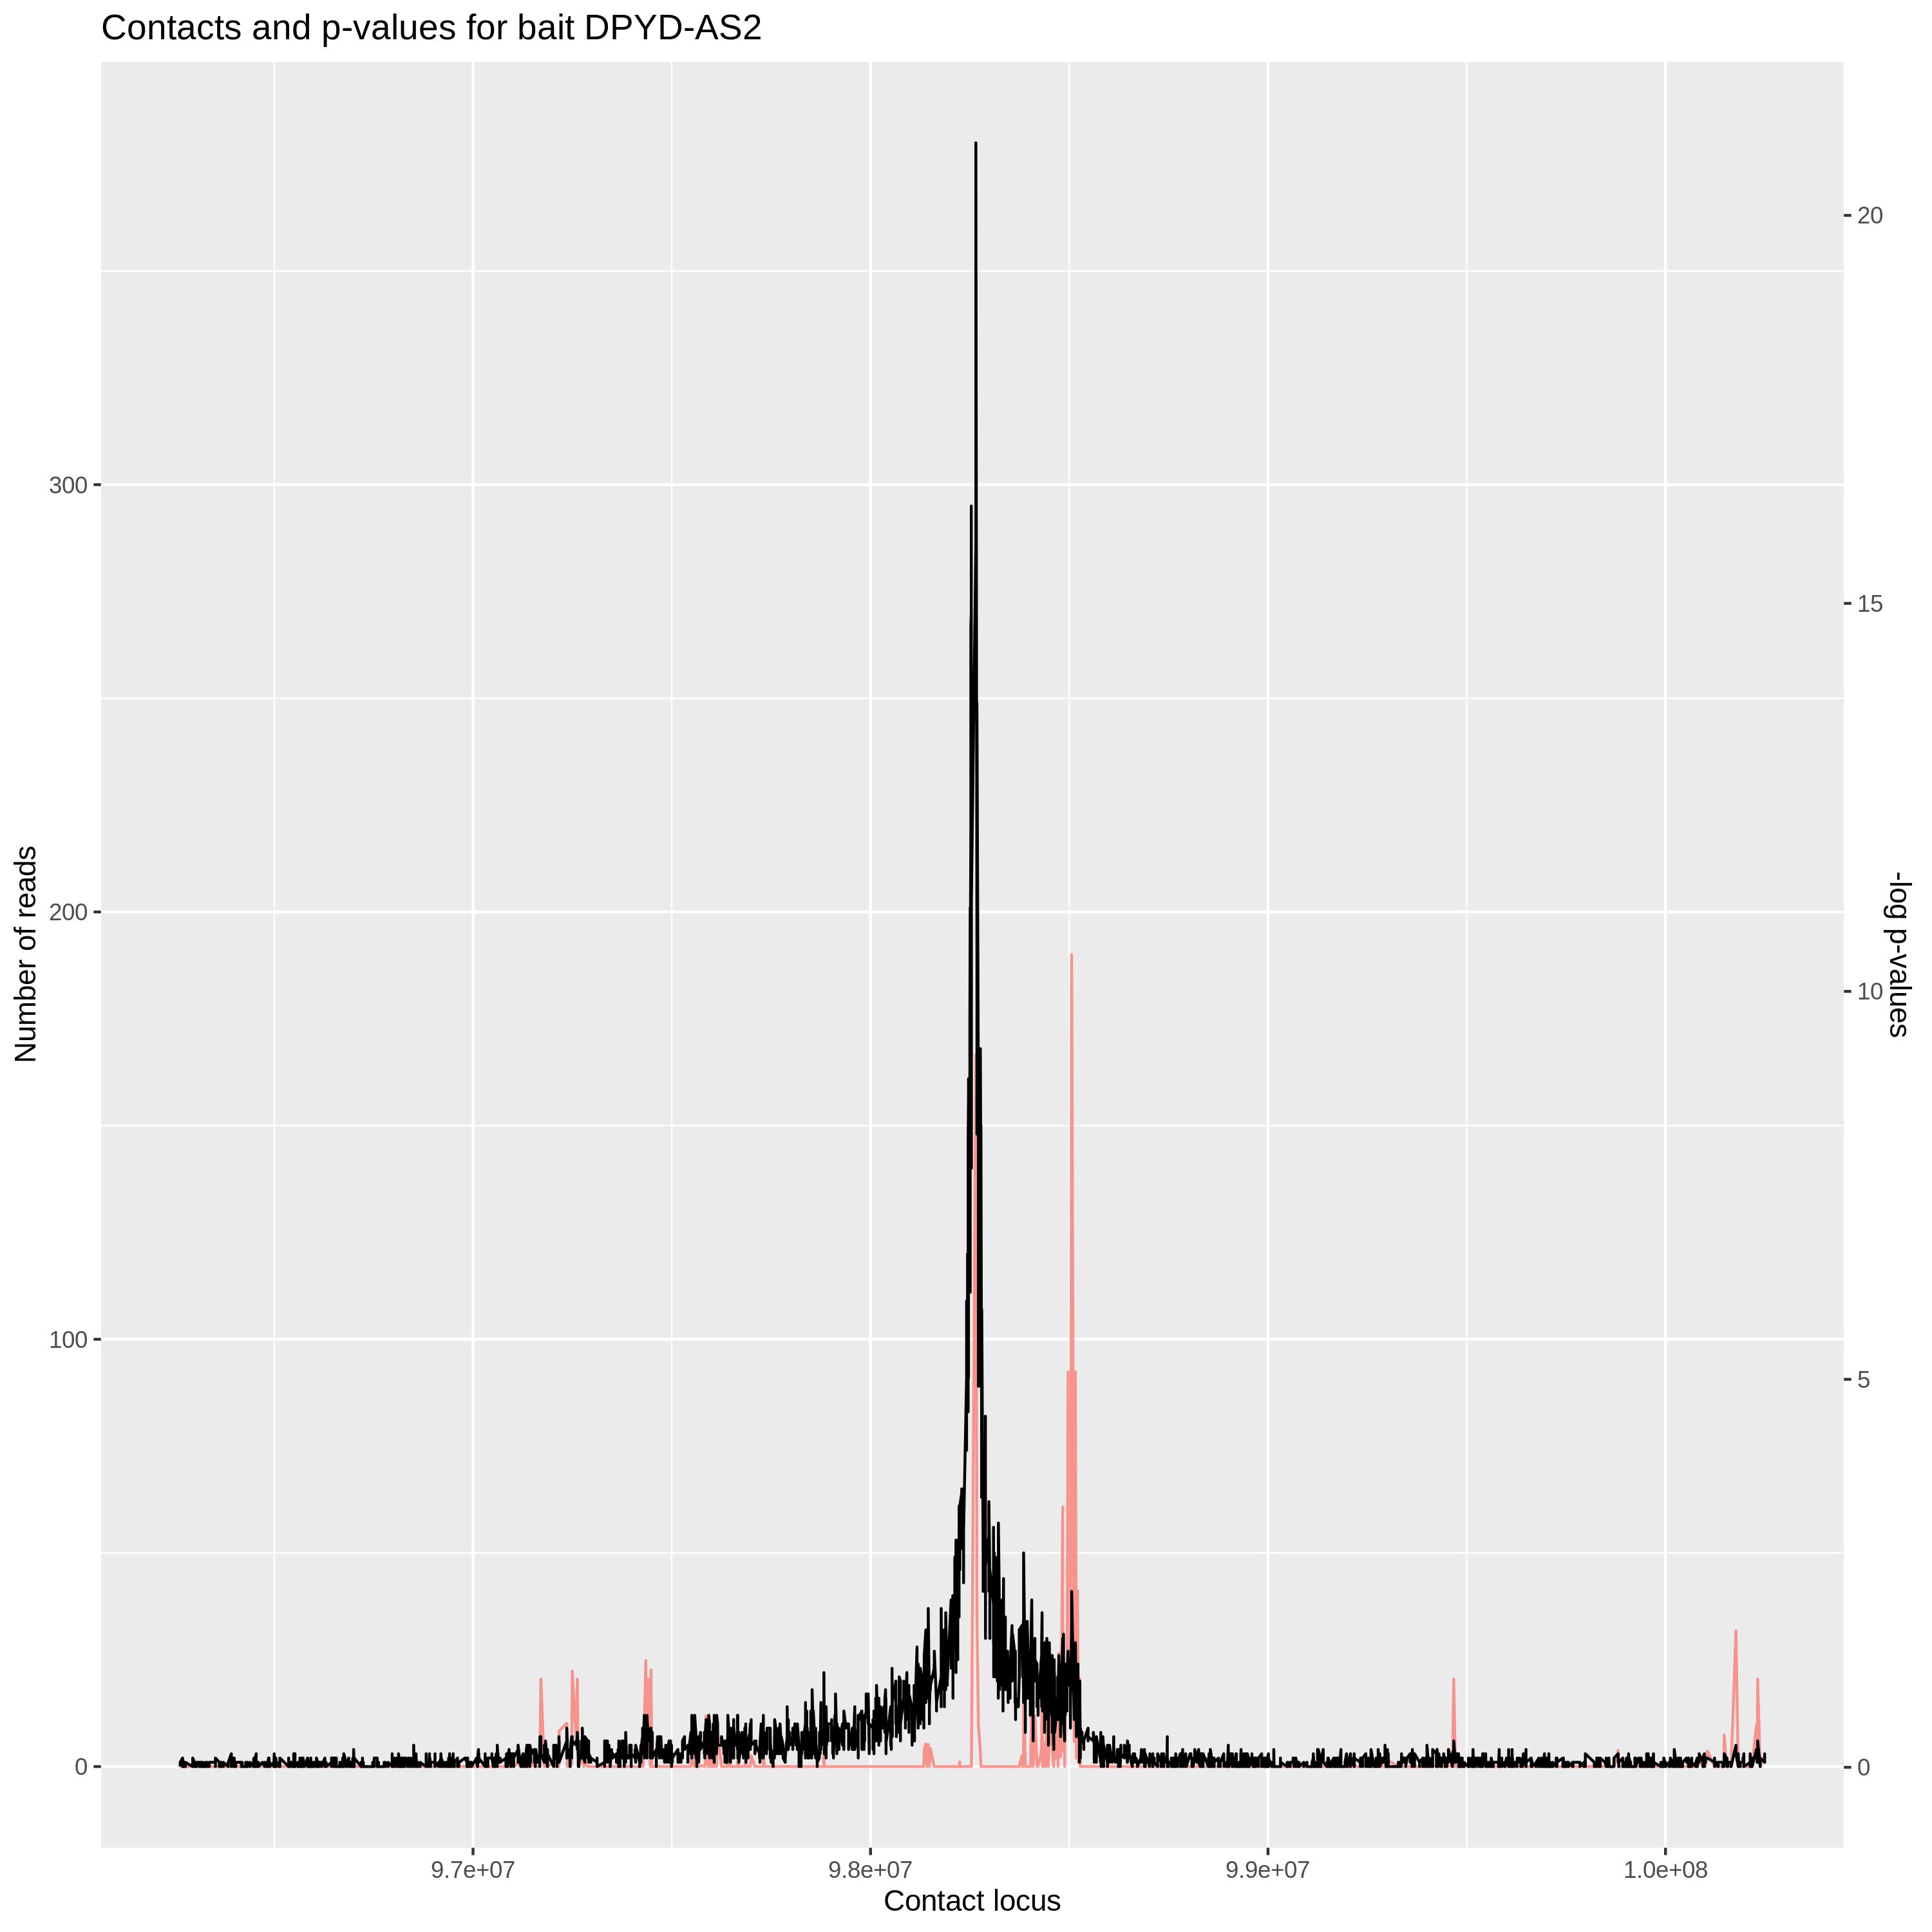 Contacts and p-values for bait DPYD-AS2
Number of reads
300
200
100
0
20
15
10
5
0
-log p-values
9.7e+07
9.8e+07
9.9e+07
1.0e+08
Contact locus